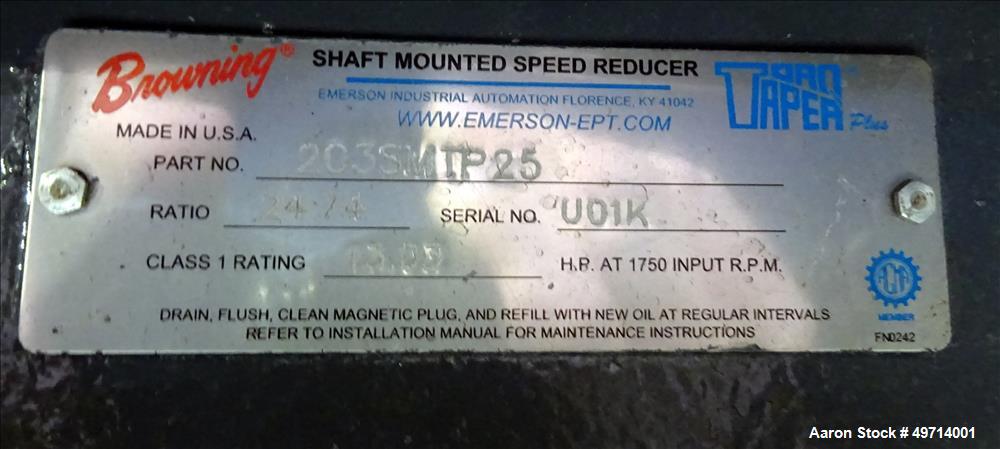 Browning®
SHAFT MOUNTED SPEED REDUCER
TORQ TAPER Plus
EMERSON INDUSTRIAL AUTOMATION FLORENCE, KY 41042
WWW.EMERSON-EPT.COM
MADE IN U.S.A.
PART NO. 203SMTP25
RATIO 24.74 SERIAL NO. U01K
CLASS 1 RATING H.P. AT 1750 INPUT R.P.M.
MEMBER
DRAIN, FLUSH, CLEAN MAGNETIC PLUG, AND REFILL WITH NEW OIL AT REGULAR INTERVALS
REFER TO INSTALLATION MANUAL FOR MAINTENANCE INSTRUCTIONS
FN0242
Aaron Stock # 49714001